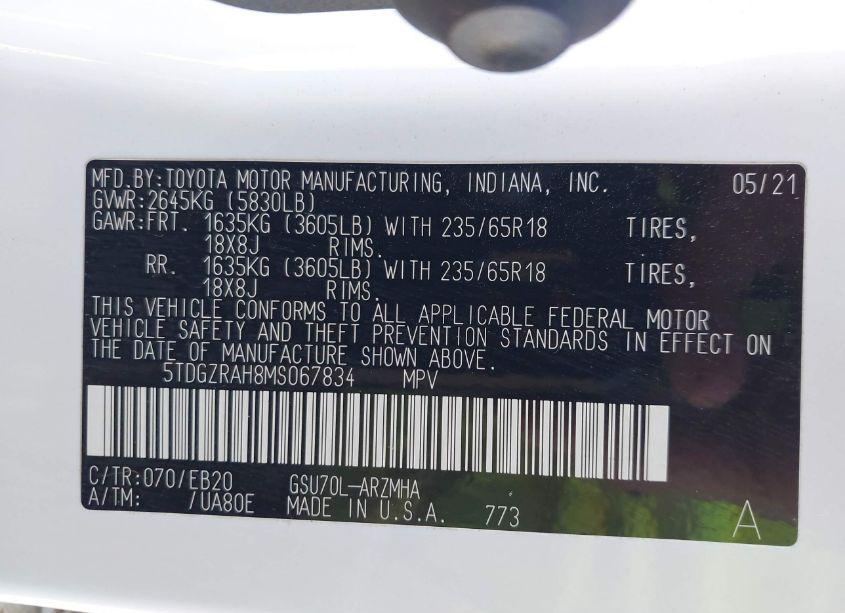 MFD.BY:TOYOTA MOTOR MANUFACTURING, INDIANA, INC. 05/21
GVWR:2645KG (5830LB)
GAWR:FRT. 1635KG (3605LB) WITH 235/65R18 TIRES,
18X8J RIMS.
RR. 1635KG (3605LB) WITH 235/65R18 TIRES,
18X8J RIMS.
THIS VEHICLE CONFORMS TO ALL APPLICABLE FEDERAL MOTOR
VEHICLE SAFETY AND THEFT PREVENTION STANDARDS IN EFFECT ON
THE DATE OF MANUFACTURE SHOWN ABOVE.
5TDGZRAH8MS067834 MPV
C/TR:070/EB20 GSU70L-ARZMHA
A/TM: /UA80E MADE IN U.S.A. 773 A